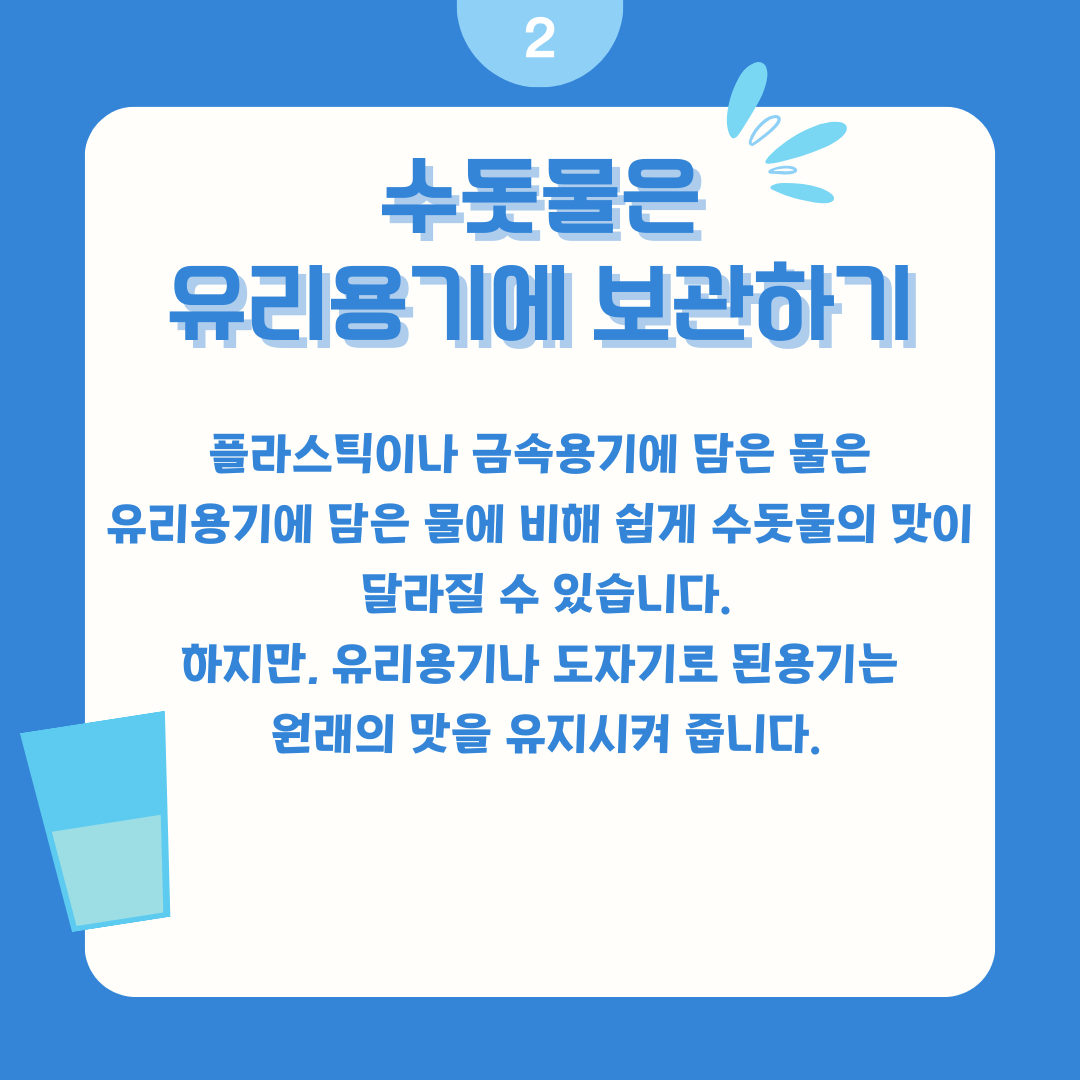 2
수돗물은
유리용기에 보관하기
플라스틱이나 금속용기에 담은 물은
유리용기에 담은 물에 비해 쉽게 수돗물의 맛이
달라질 수 있습니다.
하지만, 유리용기나 도자기로 된용기는
원래의 맛을 유지시켜 줍니다.